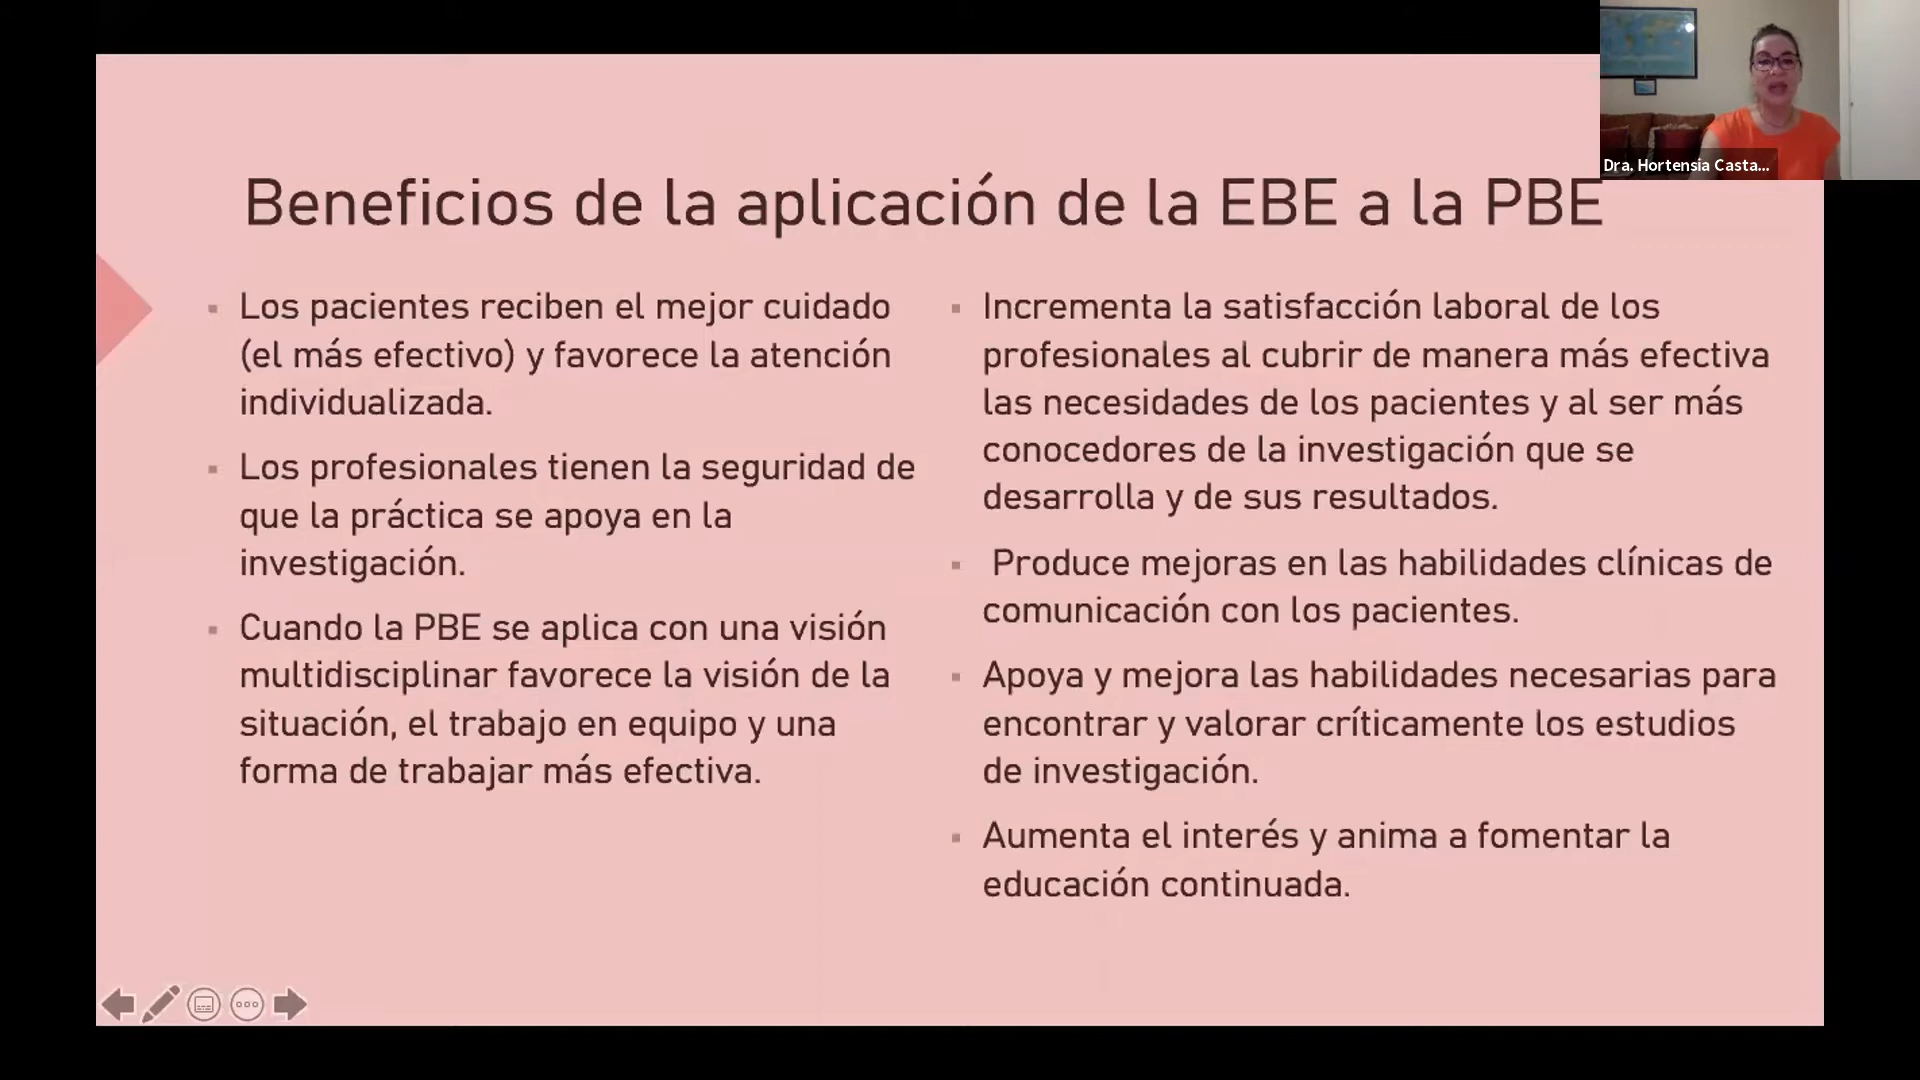 Beneficios de la aplicación de la EBE a la PBE
Los pacientes reciben el mejor cuidado
(el más efectivo) y favorece la atención
individualizada.
Los profesionales tienen la seguridad de
que la práctica se apoya en la
investigación.
Cuando la PBE se aplica con una visión
multidisciplinar favorece la visión de la
situación, el trabajo en equipo y una
forma de trabajar más efectiva.
Incrementa la satisfacción laboral de los
profesionales al cubrir de manera más efectiva
las necesidades de los pacientes y al ser más
conocedores de la investigación que se
desarrolla y de sus resultados.
Produce mejoras en las habilidades clínicas de
comunicación con los pacientes.
Apoya y mejora las habilidades necesarias para
encontrar y valorar críticamente los estudios
de investigación.
Aumenta el interés y anima a fomentar la
educación continuada.
Dra. Hortensia Casta...